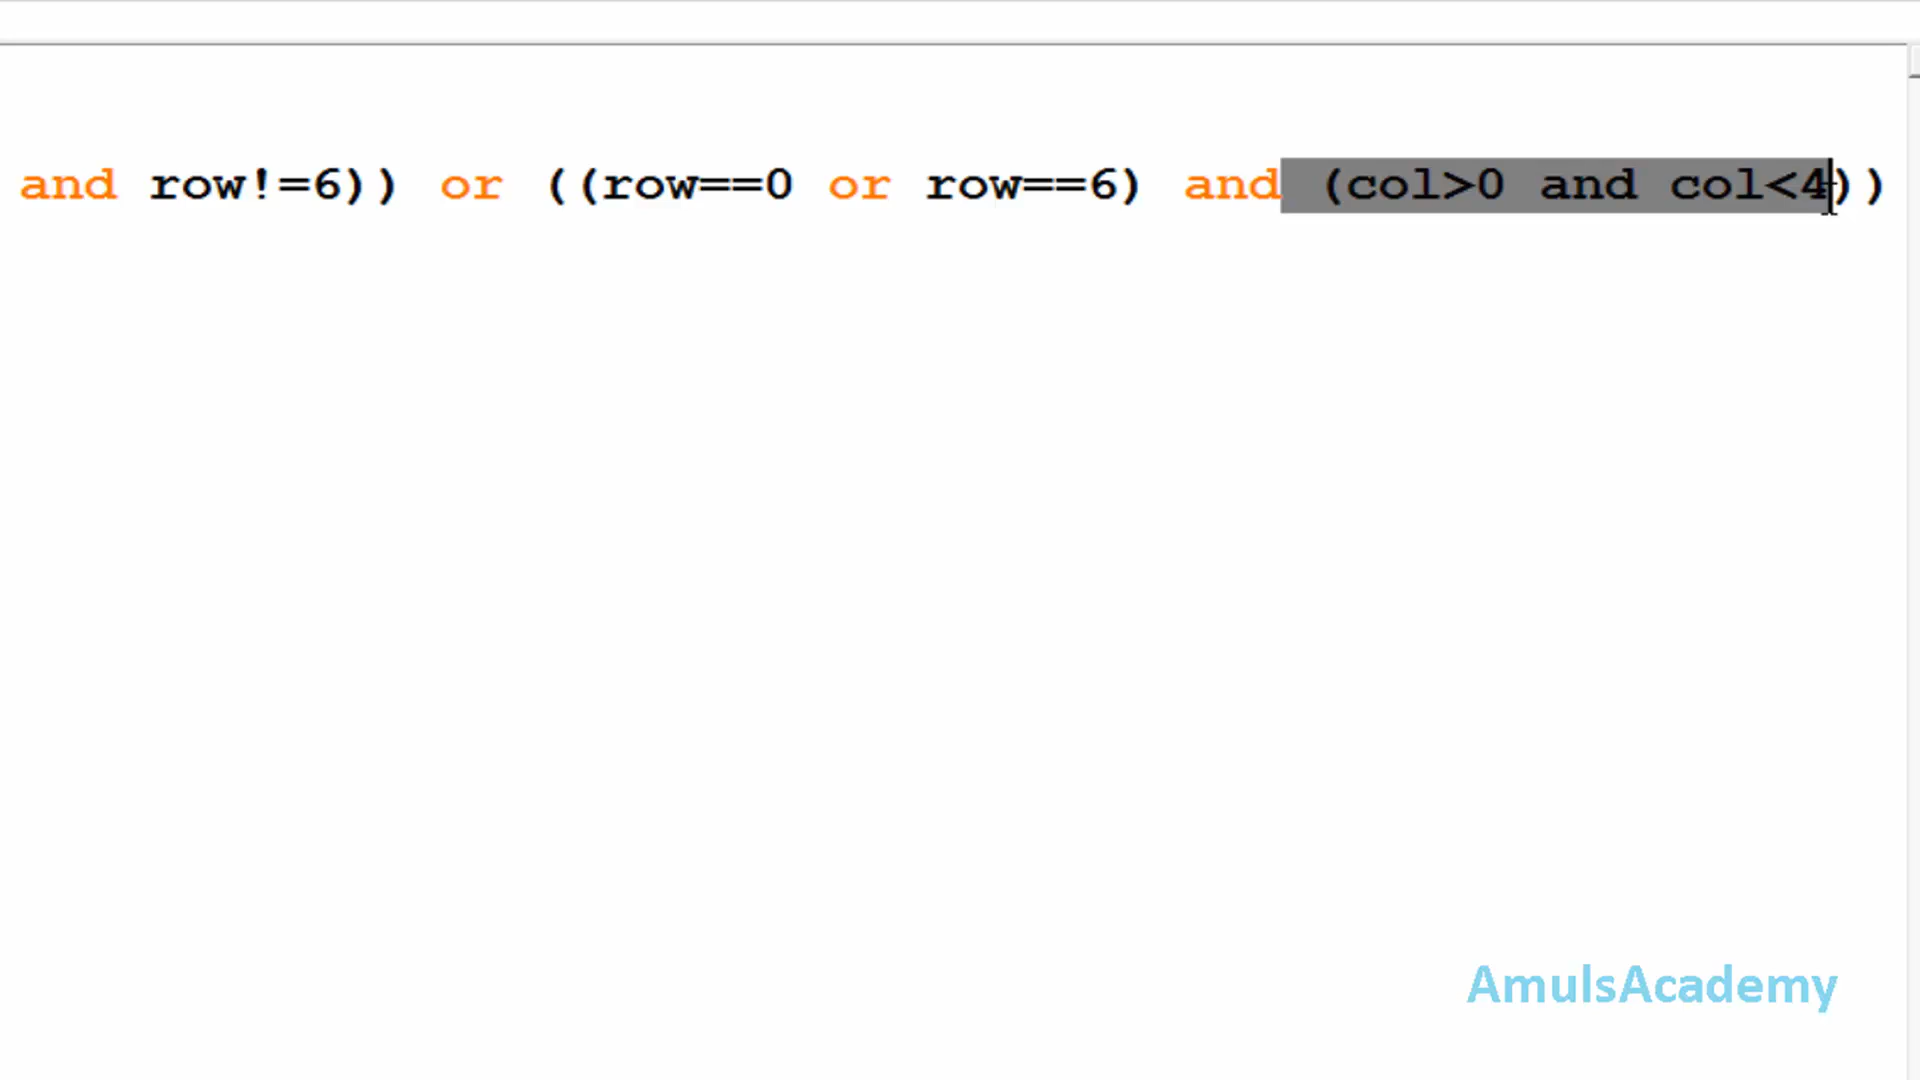 and row!=6)) or ((row==0 or row==6) and (col>0 and col<4))
AmulsAcademy